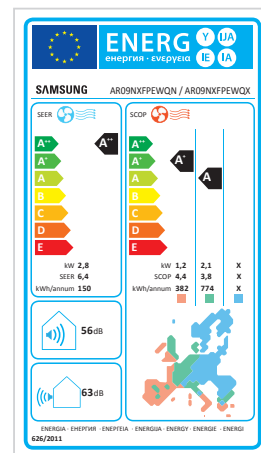 ENERG Y IJA
енергия · ενεργεια IE IA
SAMSUNG AR09NXFPEWQN / AR09NXFPEWQX
SEER SCOP
A++ A++ A++
A+ A+ A+
A A A
B B
C C
D D
E E
kW 2,8 kW 1,2 2,1 X
SEER 6,4 SCOP 4,4 3,8 X
kWh/annum 150 kWh/annum 382 774 X
56dB
63dB
ENERGIA · ЕНЕРГИЯ · ΕΝΕΡΓΕΙΑ · ENERGIJA · ENERGY · ENERGIE · ENERGI
626/2011